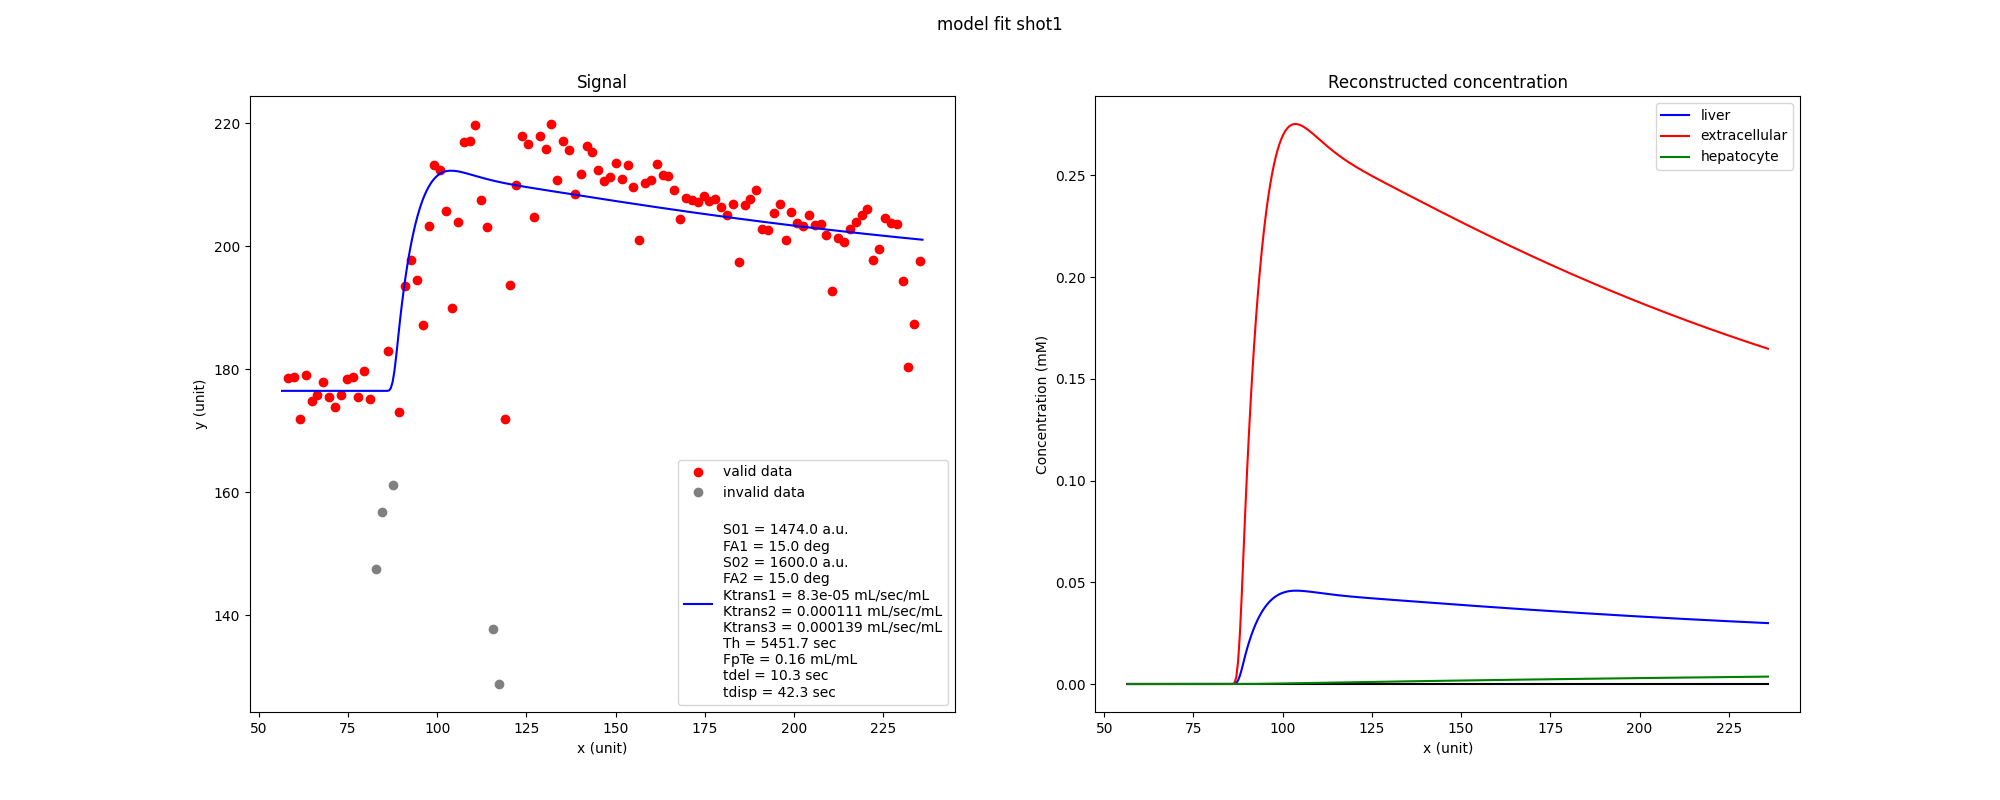 model fit shot1
Signal
220
200
180
160
140
y (unit)
50
75
100
125
150
175
200
225
x (unit)
valid data
invalid data
S01 = 1474.0 a.u.
FA1 = 15.0 deg
S02 = 1600.0 a.u.
FA2 = 15.0 deg
Ktrans1 = 8.3e-05 mL/sec/mL
Ktrans2 = 0.000111 mL/sec/mL
Ktrans3 = 0.000139 mL/sec/mL
Th = 5451.7 sec
FpTe = 0.16 mL/mL
tdel = 10.3 sec
tdisp = 42.3 sec
Reconstructed concentration
0.25
0.20
0.15
0.10
0.05
0.00
Concentration (mM)
50
75
100
125
150
175
200
225
x (unit)
liver
extracellular
hepatocyte